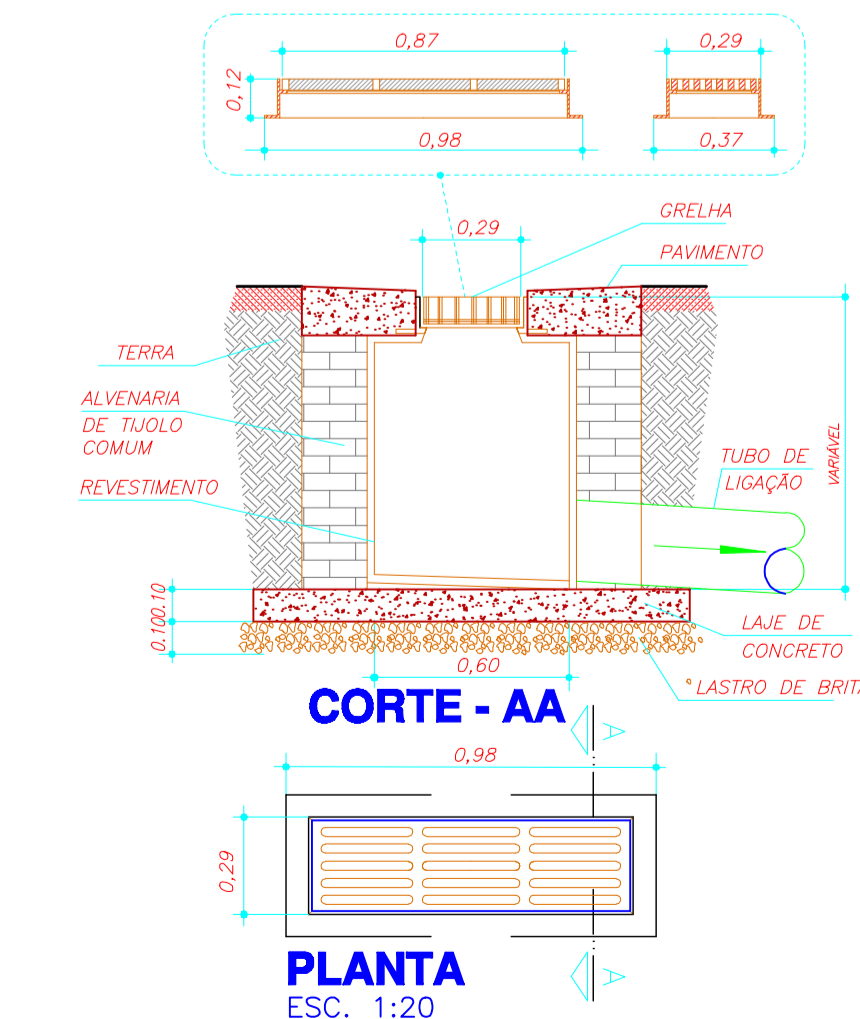 0,87
0,29
0,12
0,98
0,37
0,29
GRELHA
PAVIMENTO
TERRA
ALVENARIA
DE TIJOLO
COMUM
REVESTIMENTO
VARIÁVEL
TUBO DE
LIGAÇÃO
0.10
0.10
LAJE DE
CONCRETO
0,60
LASTRO DE BRITA
CORTE - AA
A
0,98
0,29
A
PLANTA
ESC. 1:20